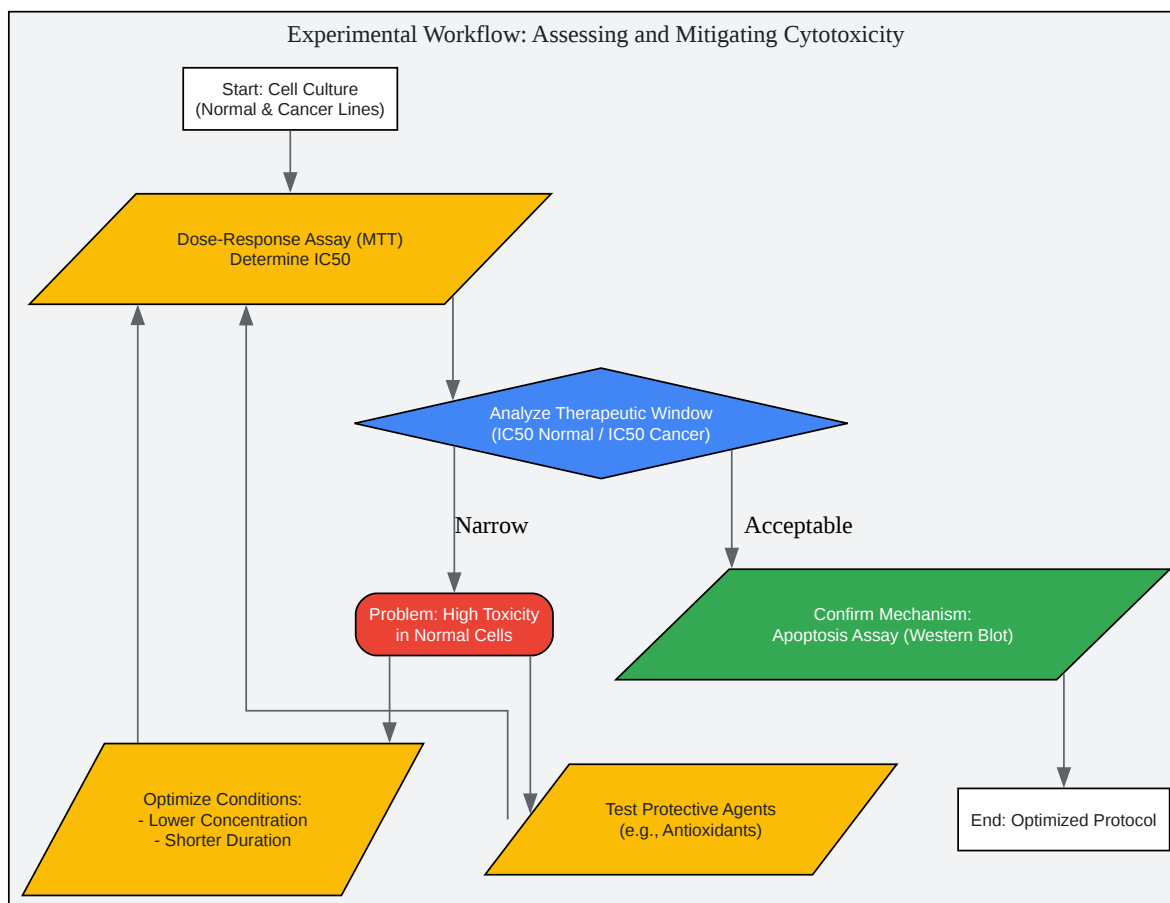 Experimental Workflow: Assessing and Mitigating Cytotoxicity
Start: Cell Culture
(Normal & Cancer Lines)
Dose-Response Assay (MTT)
Determine IC50
Analyze Therapeutic Window
(IC50 Normal / IC50 Cancer)
Narrow
Acceptable
Problem: High Toxicity
in Normal Cells
Confirm Mechanism:
Apoptosis Assay (Western Blot)
Optimize Conditions:
- Lower Concentration
- Shorter Duration
Test Protective Agents
(e.g., Antioxidants)
End: Optimized Protocol